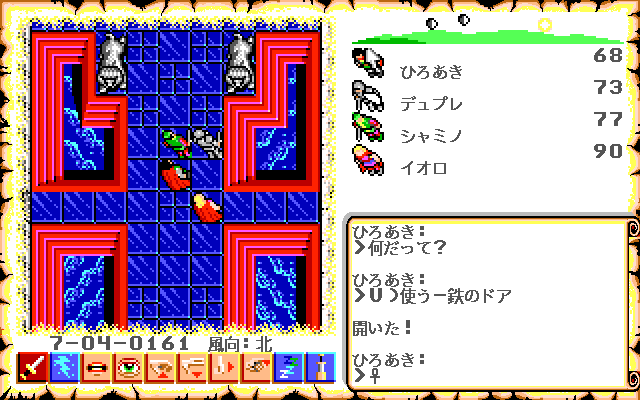 68
ひろあき
73
デュプレ
77
シャミノ
90
イオロ
ひろあき:
>何だって?
ひろあき:
>U)使うー鉄のドア
開いた!
ひろあき:
>
7-04-0161 風向:北